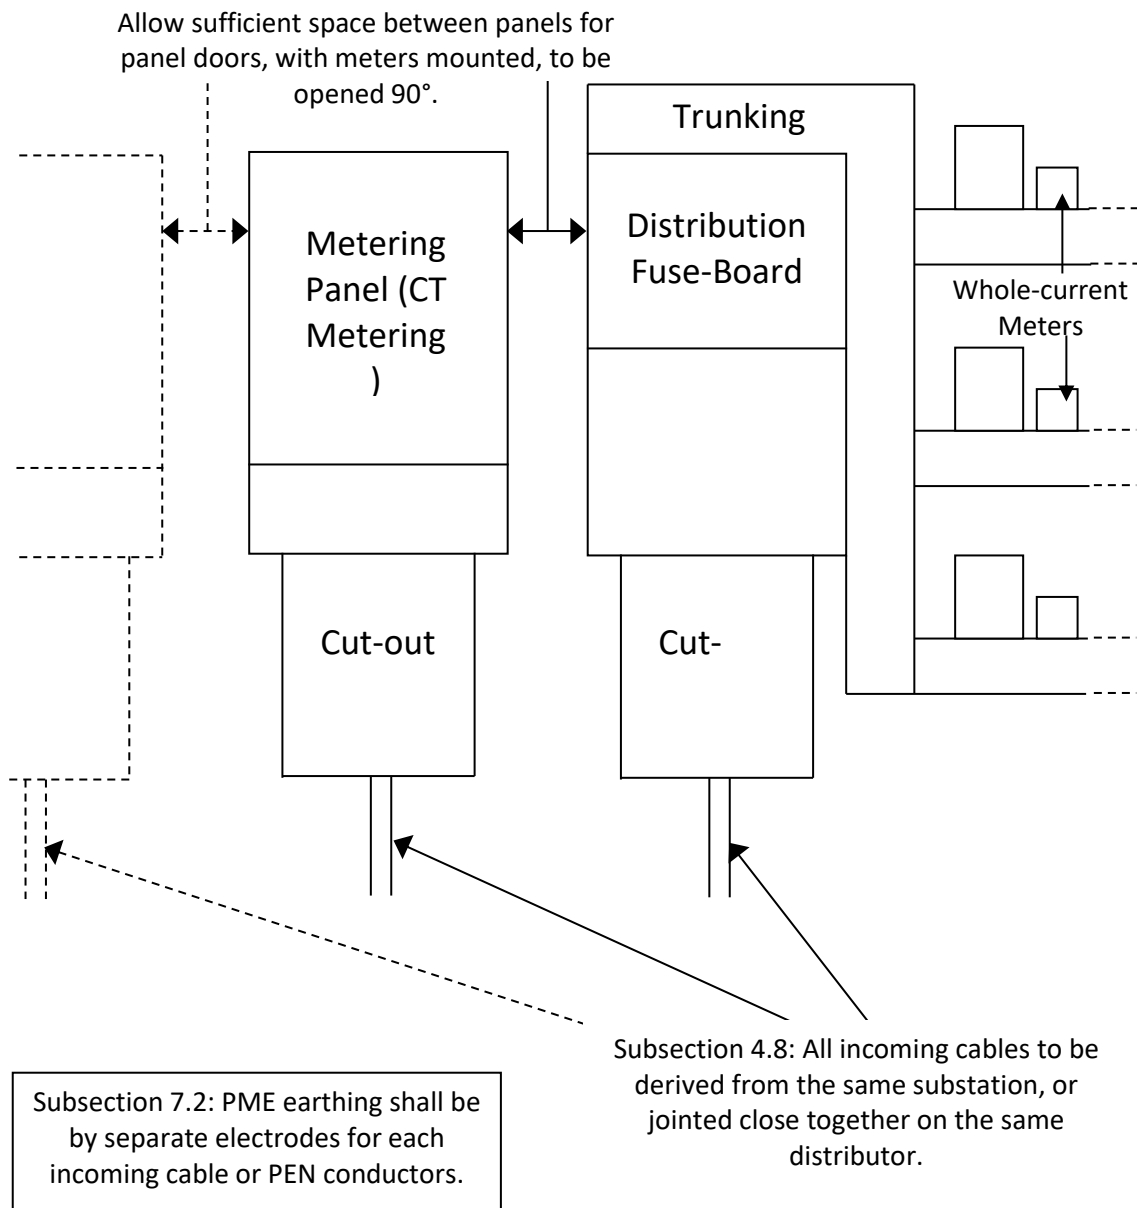 Allow sufficient space between panels for
panel doors, with meters mounted, to be
opened 90°.
Trunking
Metering
Panel (CT
Metering
)
Distribution
Fuse-Board
Whole-current
Meters
Cut-out
Cut-
Subsection 4.8: All incoming cables to be
derived from the same substation, or
jointed close together on the same
distributor.
Subsection 7.2: PME earthing shall be
by separate electrodes for each
incoming cable or PEN conductors.